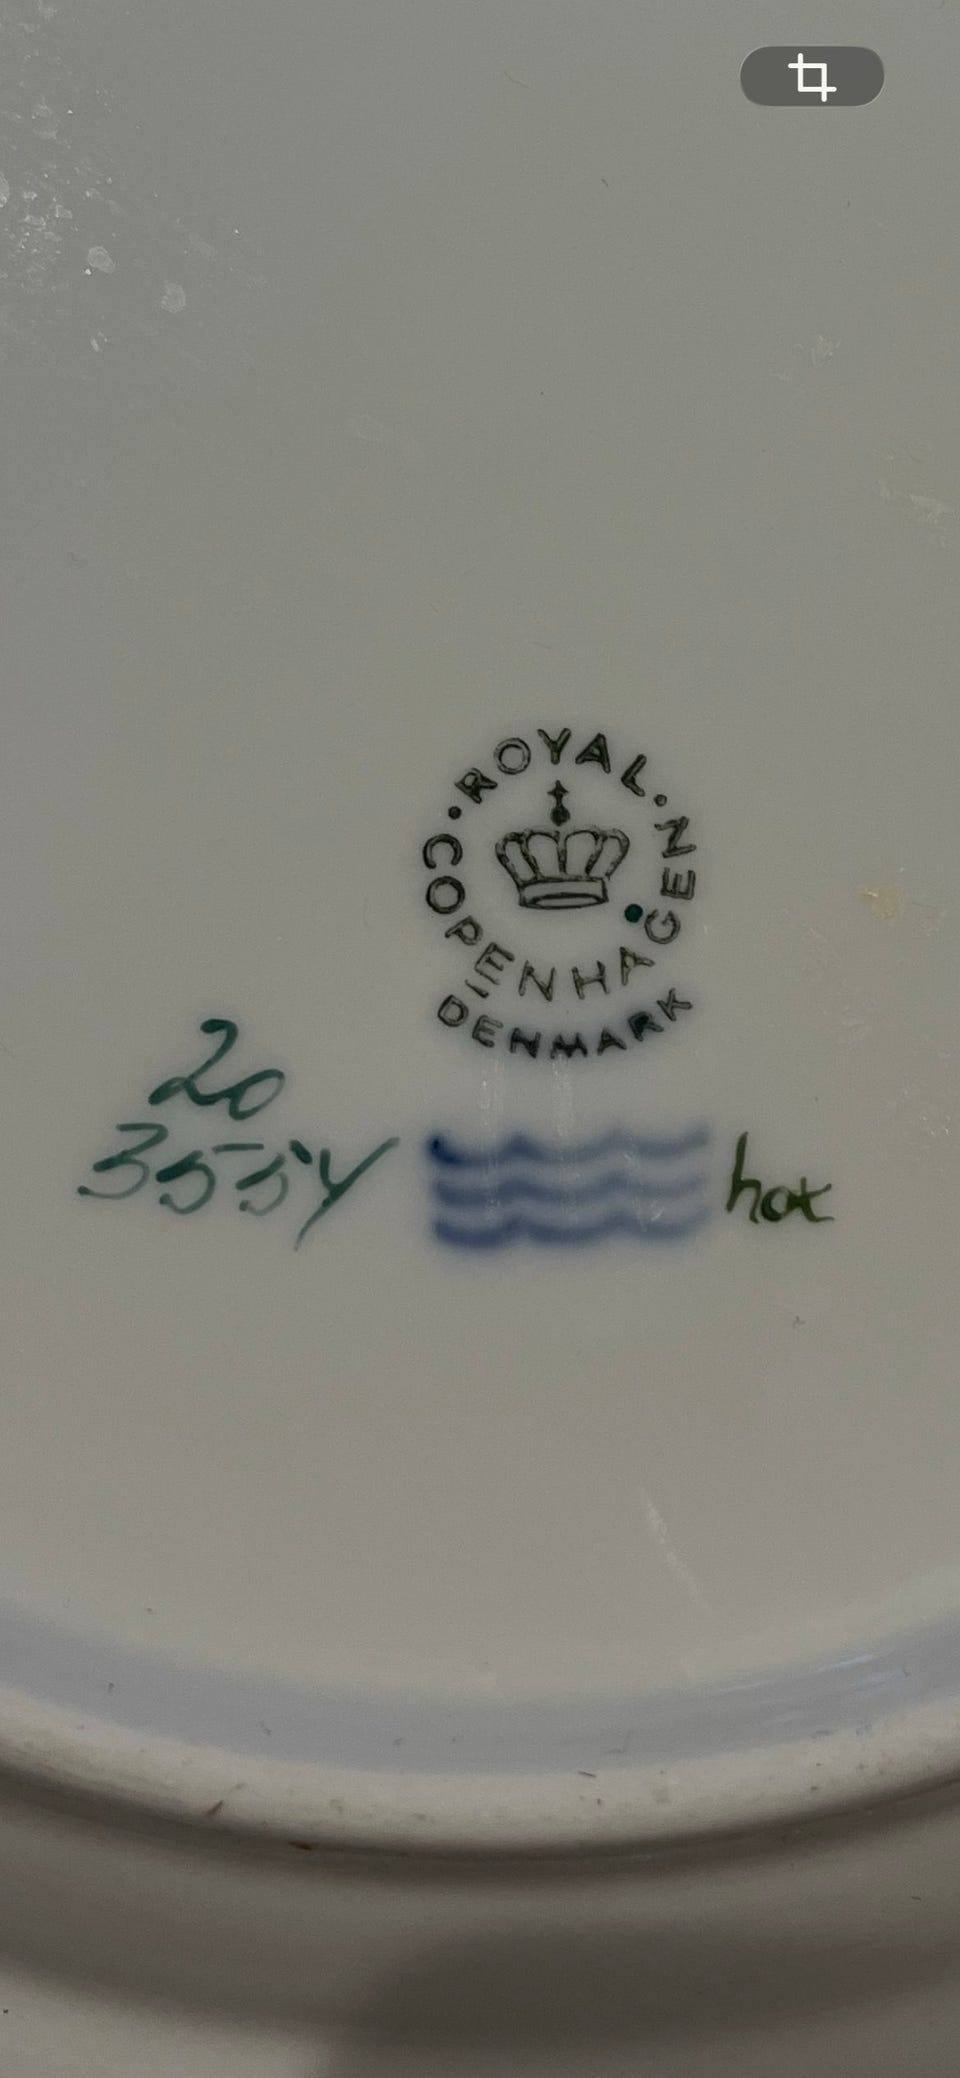 • ROYAL •
COPENHAGEN
DENMARK
20
3554
hot